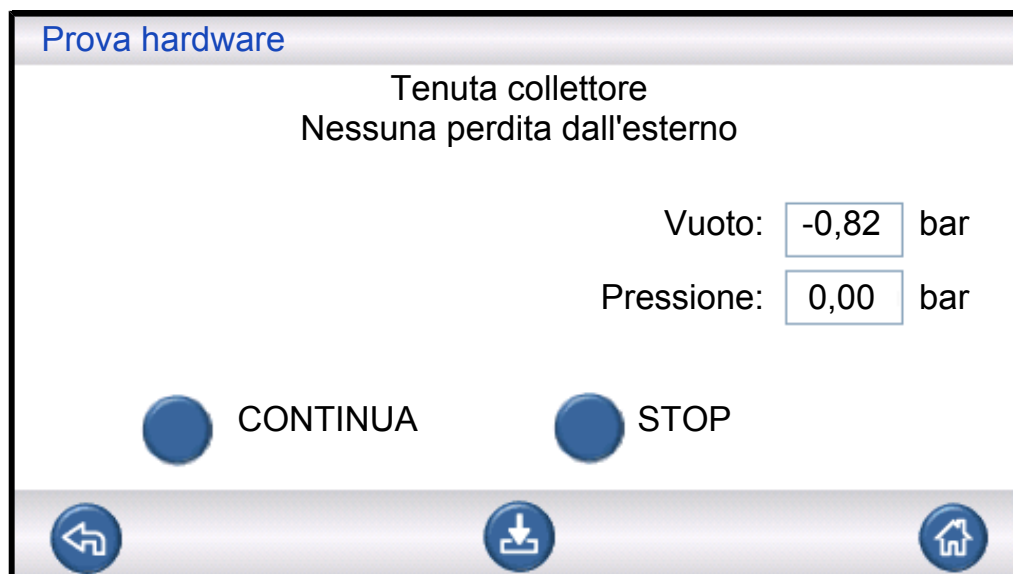 Prova hardware
Tenuta collettore
Nessuna perdita dall'esterno
Vuoto: -0,82 bar
Pressione: 0,00 bar
CONTINUA STOP